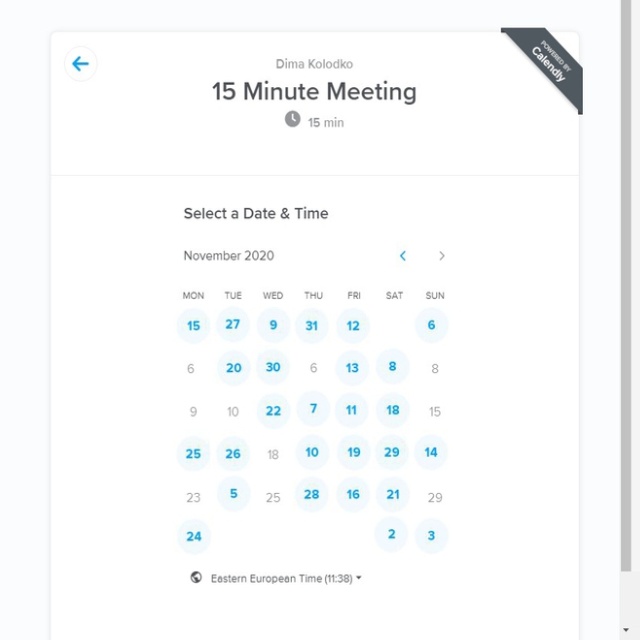 POWERED BY
Calendly
Dima Kolodko
15 Minute Meeting
15 min
Select a Date & Time
November 2020
MON TUE WED THU FRI SAT SUN
15 27 9 31 12 6
6 20 30 6 13 8 8
9 10 22 7 11 18 15
25 26 18 10 19 29 14
23 5 25 28 16 21 29
24 2 3
Eastern European Time (11:38)